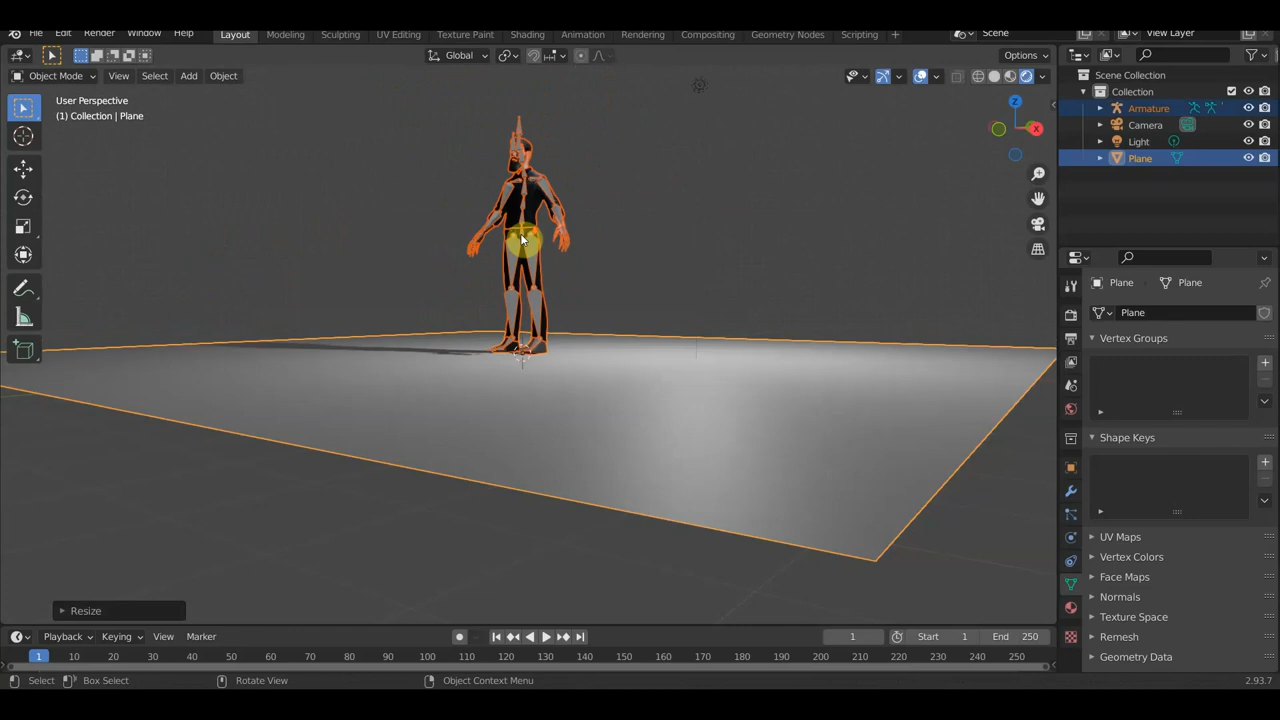 File Edit Render Window Help Layout Modeling Sculpting UV Editing Texture Paint Shading Animation Rendering Compositing Geometry Nodes Scripting + Scene View Layer
Global Options
Object Mode View Select Add Object
Scene Collection
Collection
Armature
Camera
Light
Plane
User Perspective
(1) Collection | Plane
Z
X
Plane Plane
Plane
Vertex Groups
Shape Keys
UV Maps
Vertex Colors
Face Maps
Normals
Texture Space
Remesh
Geometry Data
Resize
Playback Keying View Marker 1 Start 1 End 250
1 10 20 30 40 50 60 70 80 90 100 110 120 130 140 150 160 170 180 190 200 210 220 230 240 250
Select Box Select Rotate View Object Context Menu 2.93.7